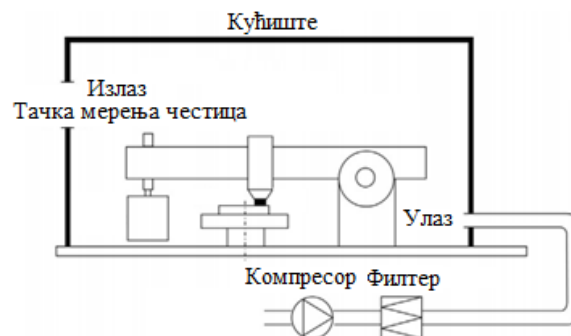 Кућиште
Излаз
Тачка мерења честица
Улаз
Компресор Филтер